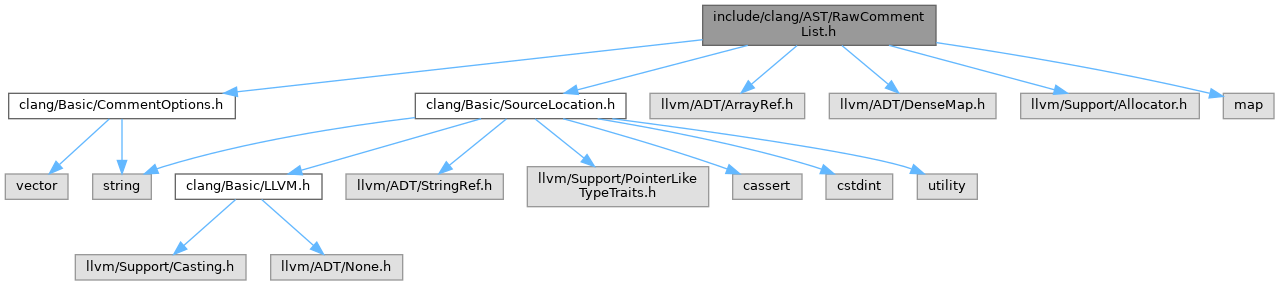 include/clang/AST/RawComment
List.h
clang/Basic/CommentOptions.h
clang/Basic/SourceLocation.h
llvm/ADT/ArrayRef.h
llvm/ADT/DenseMap.h
llvm/Support/Allocator.h
map
vector
string
clang/Basic/LLVM.h
llvm/ADT/StringRef.h
llvm/Support/PointerLike
TypeTraits.h
cassert
cstdint
utility
llvm/Support/Casting.h
llvm/ADT/None.h